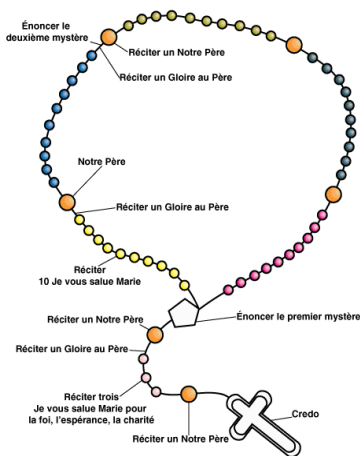 Énoncer le
deuxième mystère
Réciter un Notre Père
Réciter un Gloire au Père
Notre Père
Réciter un Gloire au Père
Réciter
10 Je vous salue Marie
Réciter un Notre Père
Énoncer le premier mystère
Réciter un Gloire au Père
Réciter trois
Je vous salue Marie pour
la foi, l'espérance, la charité
Credo
Réciter un Notre Père